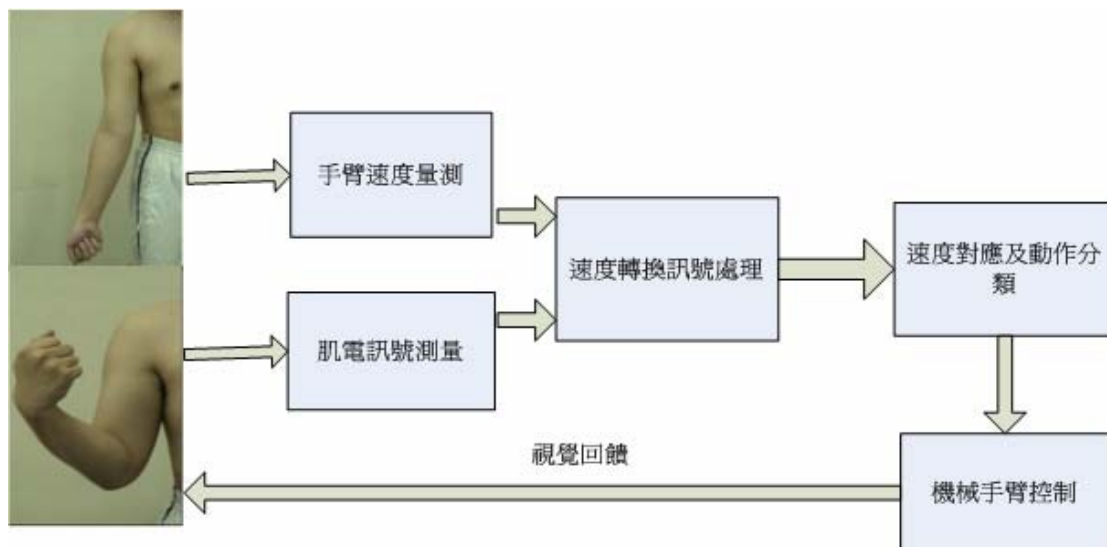 手臂速度量測
肌電訊號測量
速度轉換訊號處理
速度對應及動作分
類
機械手臂控制
視覺回饋